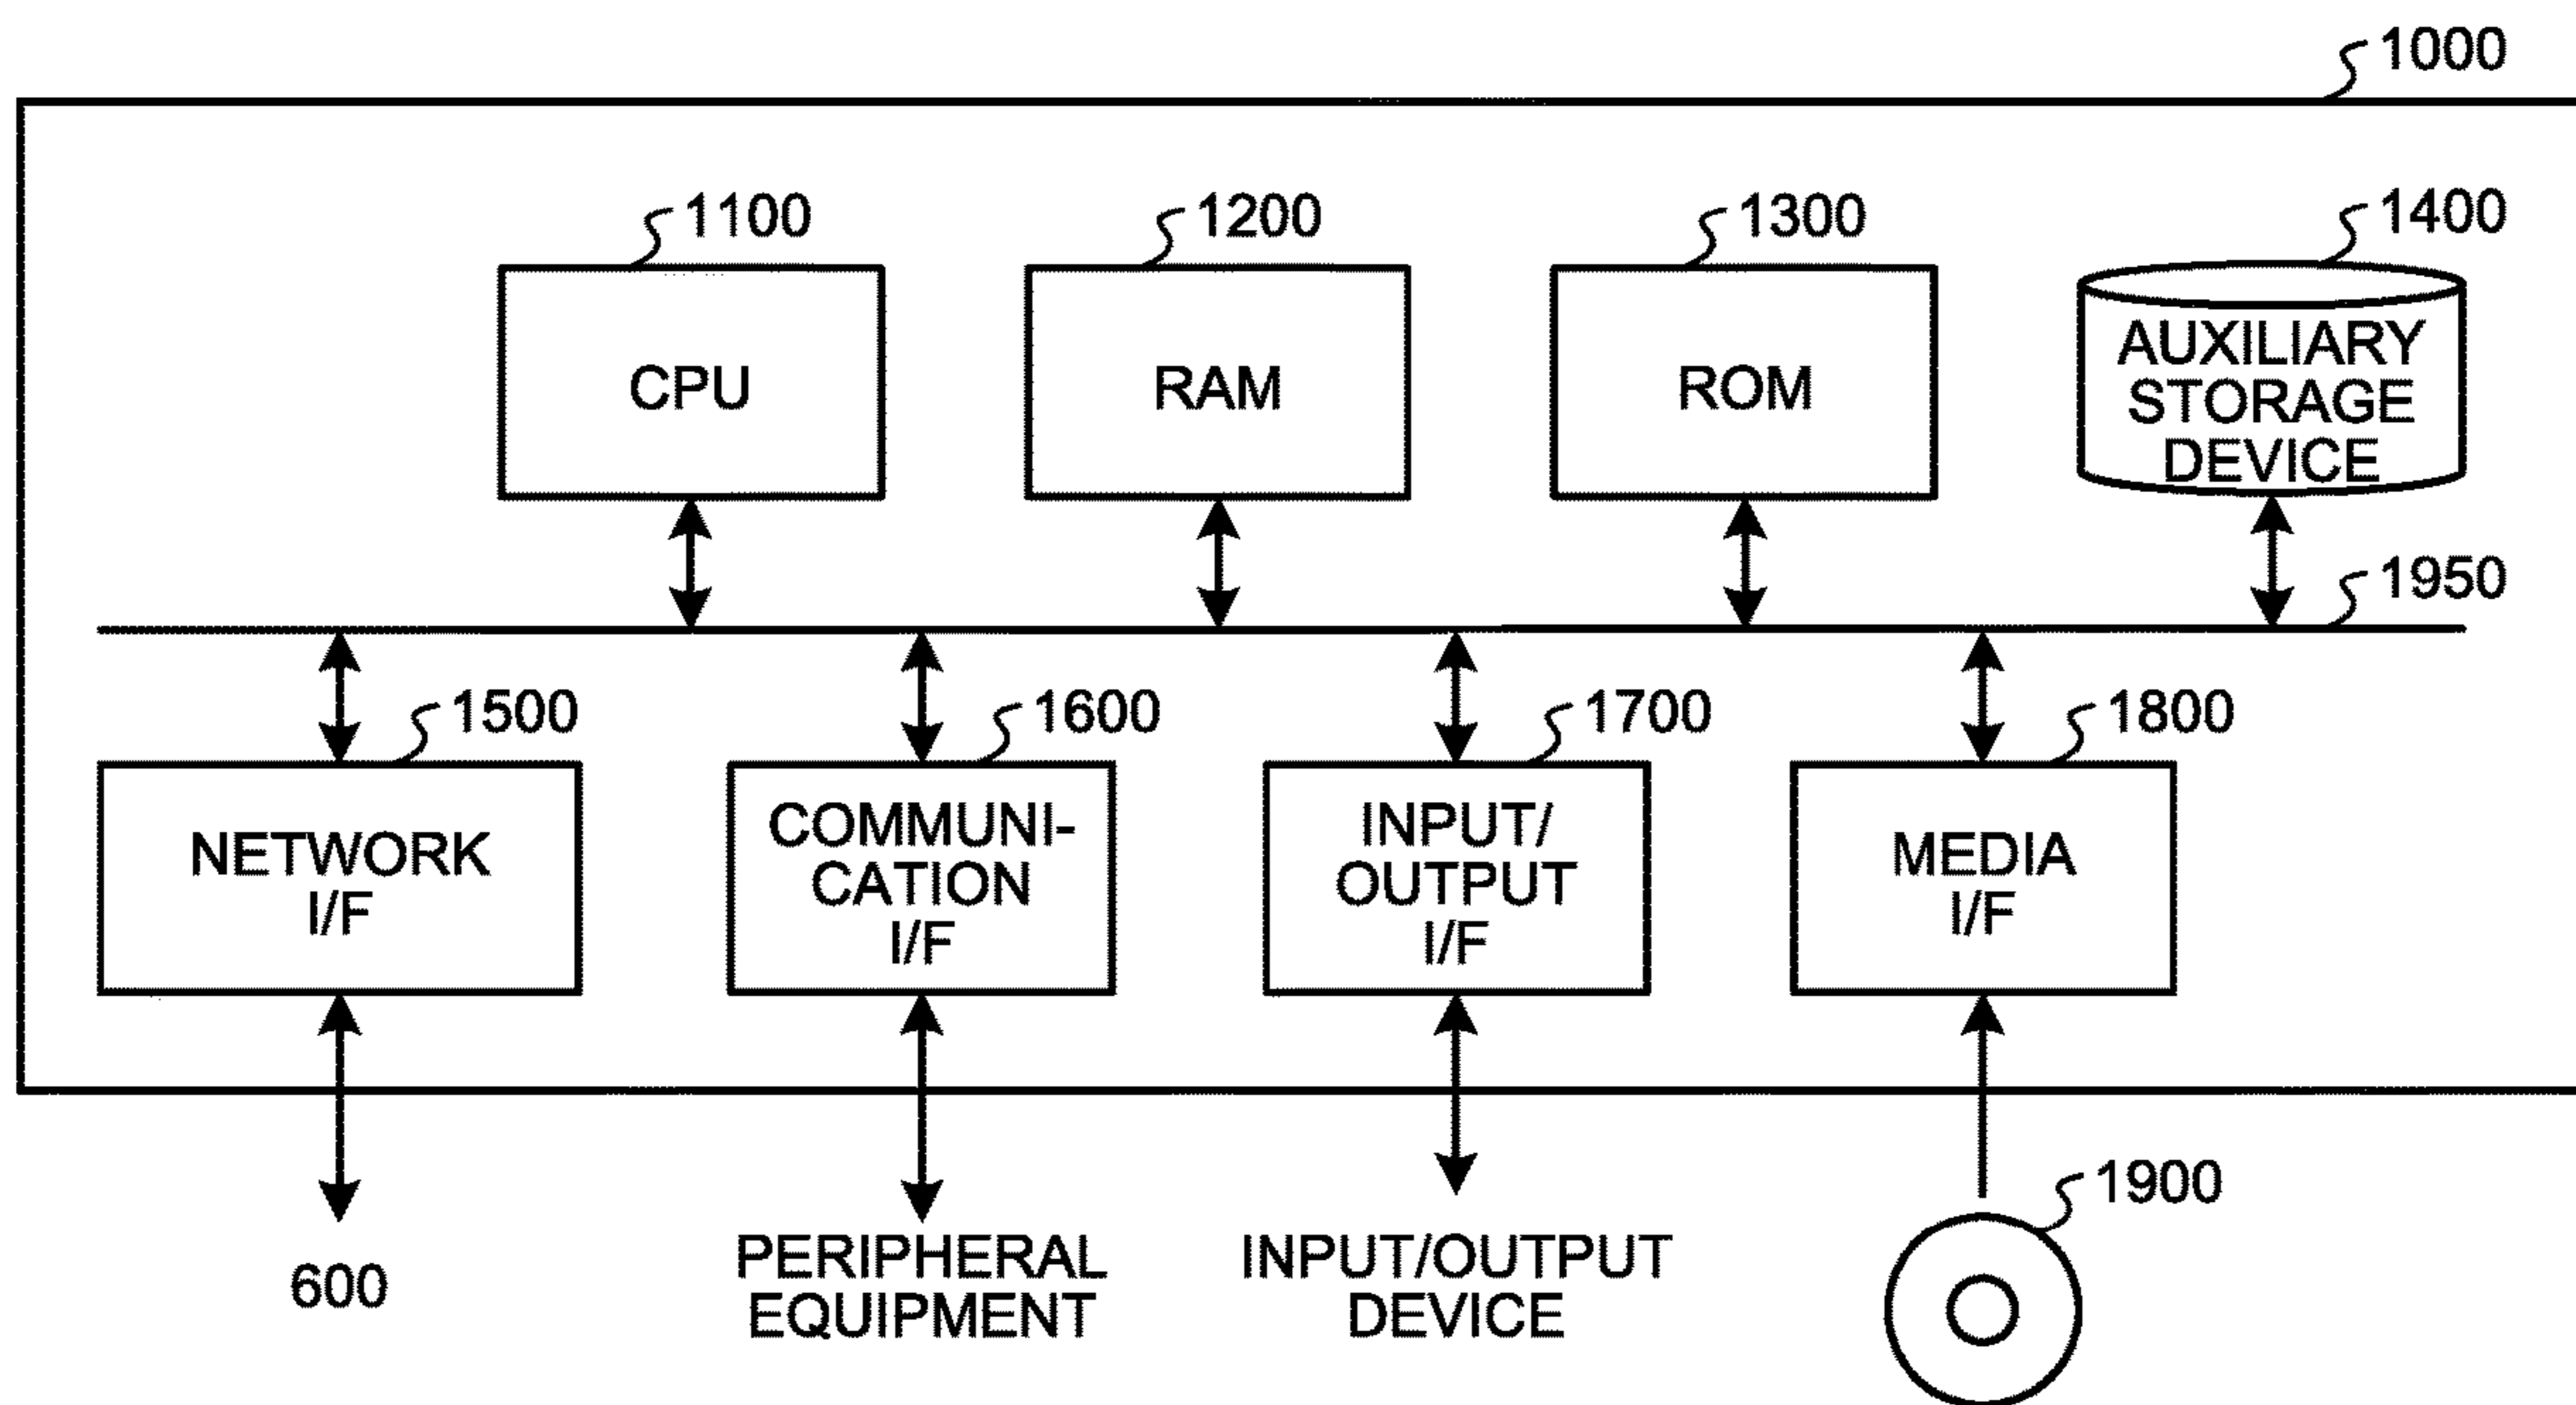 1000
1100
1200
1300
1400
CPU
RAM
ROM
AUXILIARY
STORAGE
DEVICE
1950
1500
1600
1700
1800
NETWORK
I/F
COMMUNI-
CATION
I/F
INPUT/
OUTPUT
I/F
MEDIA
I/F
1900
600
PERIPHERAL
EQUIPMENT
INPUT/OUTPUT
DEVICE